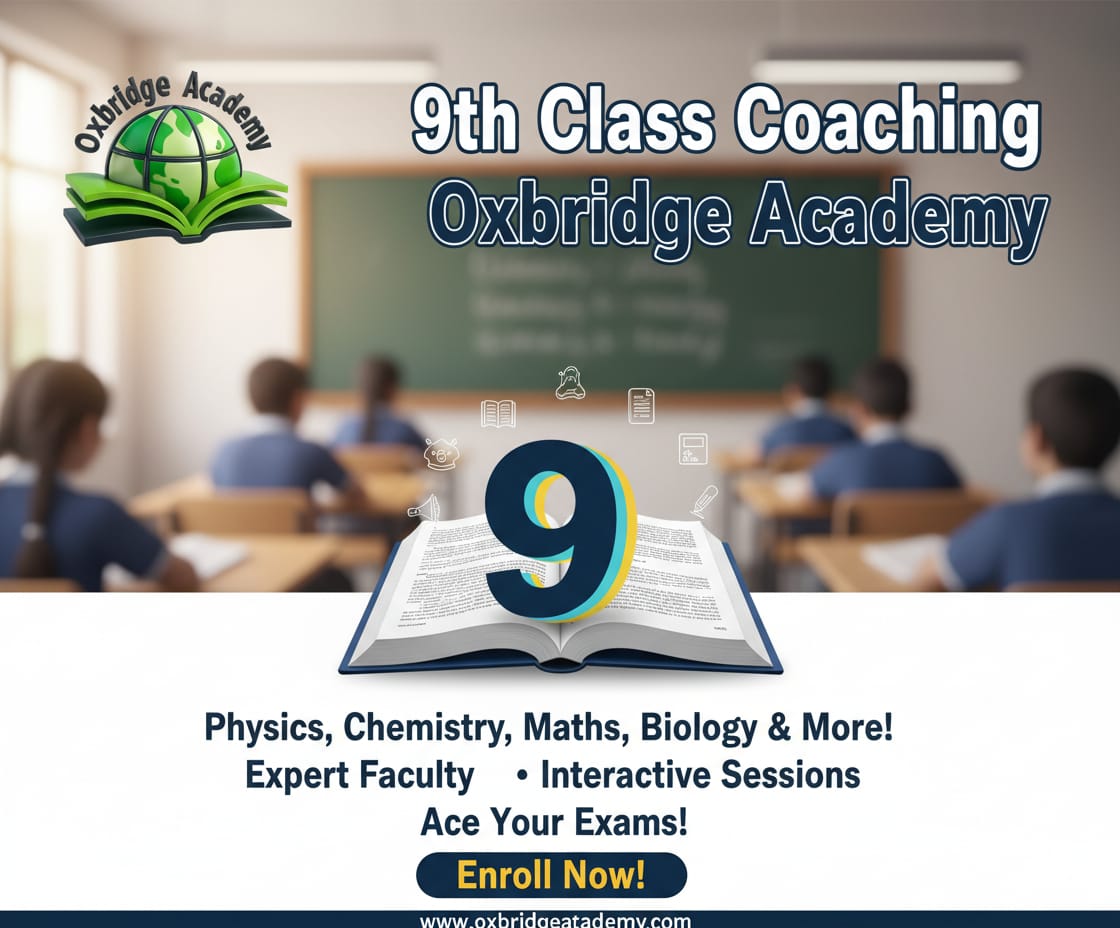 Oxbridge Academy
9th Class Coaching
Oxbridge Academy
9
Physics, Chemistry, Maths, Biology & More!
Expert Faculty • Interactive Sessions
Ace Your Exams!
Enroll Now!
www.oxbridgeatademy.com